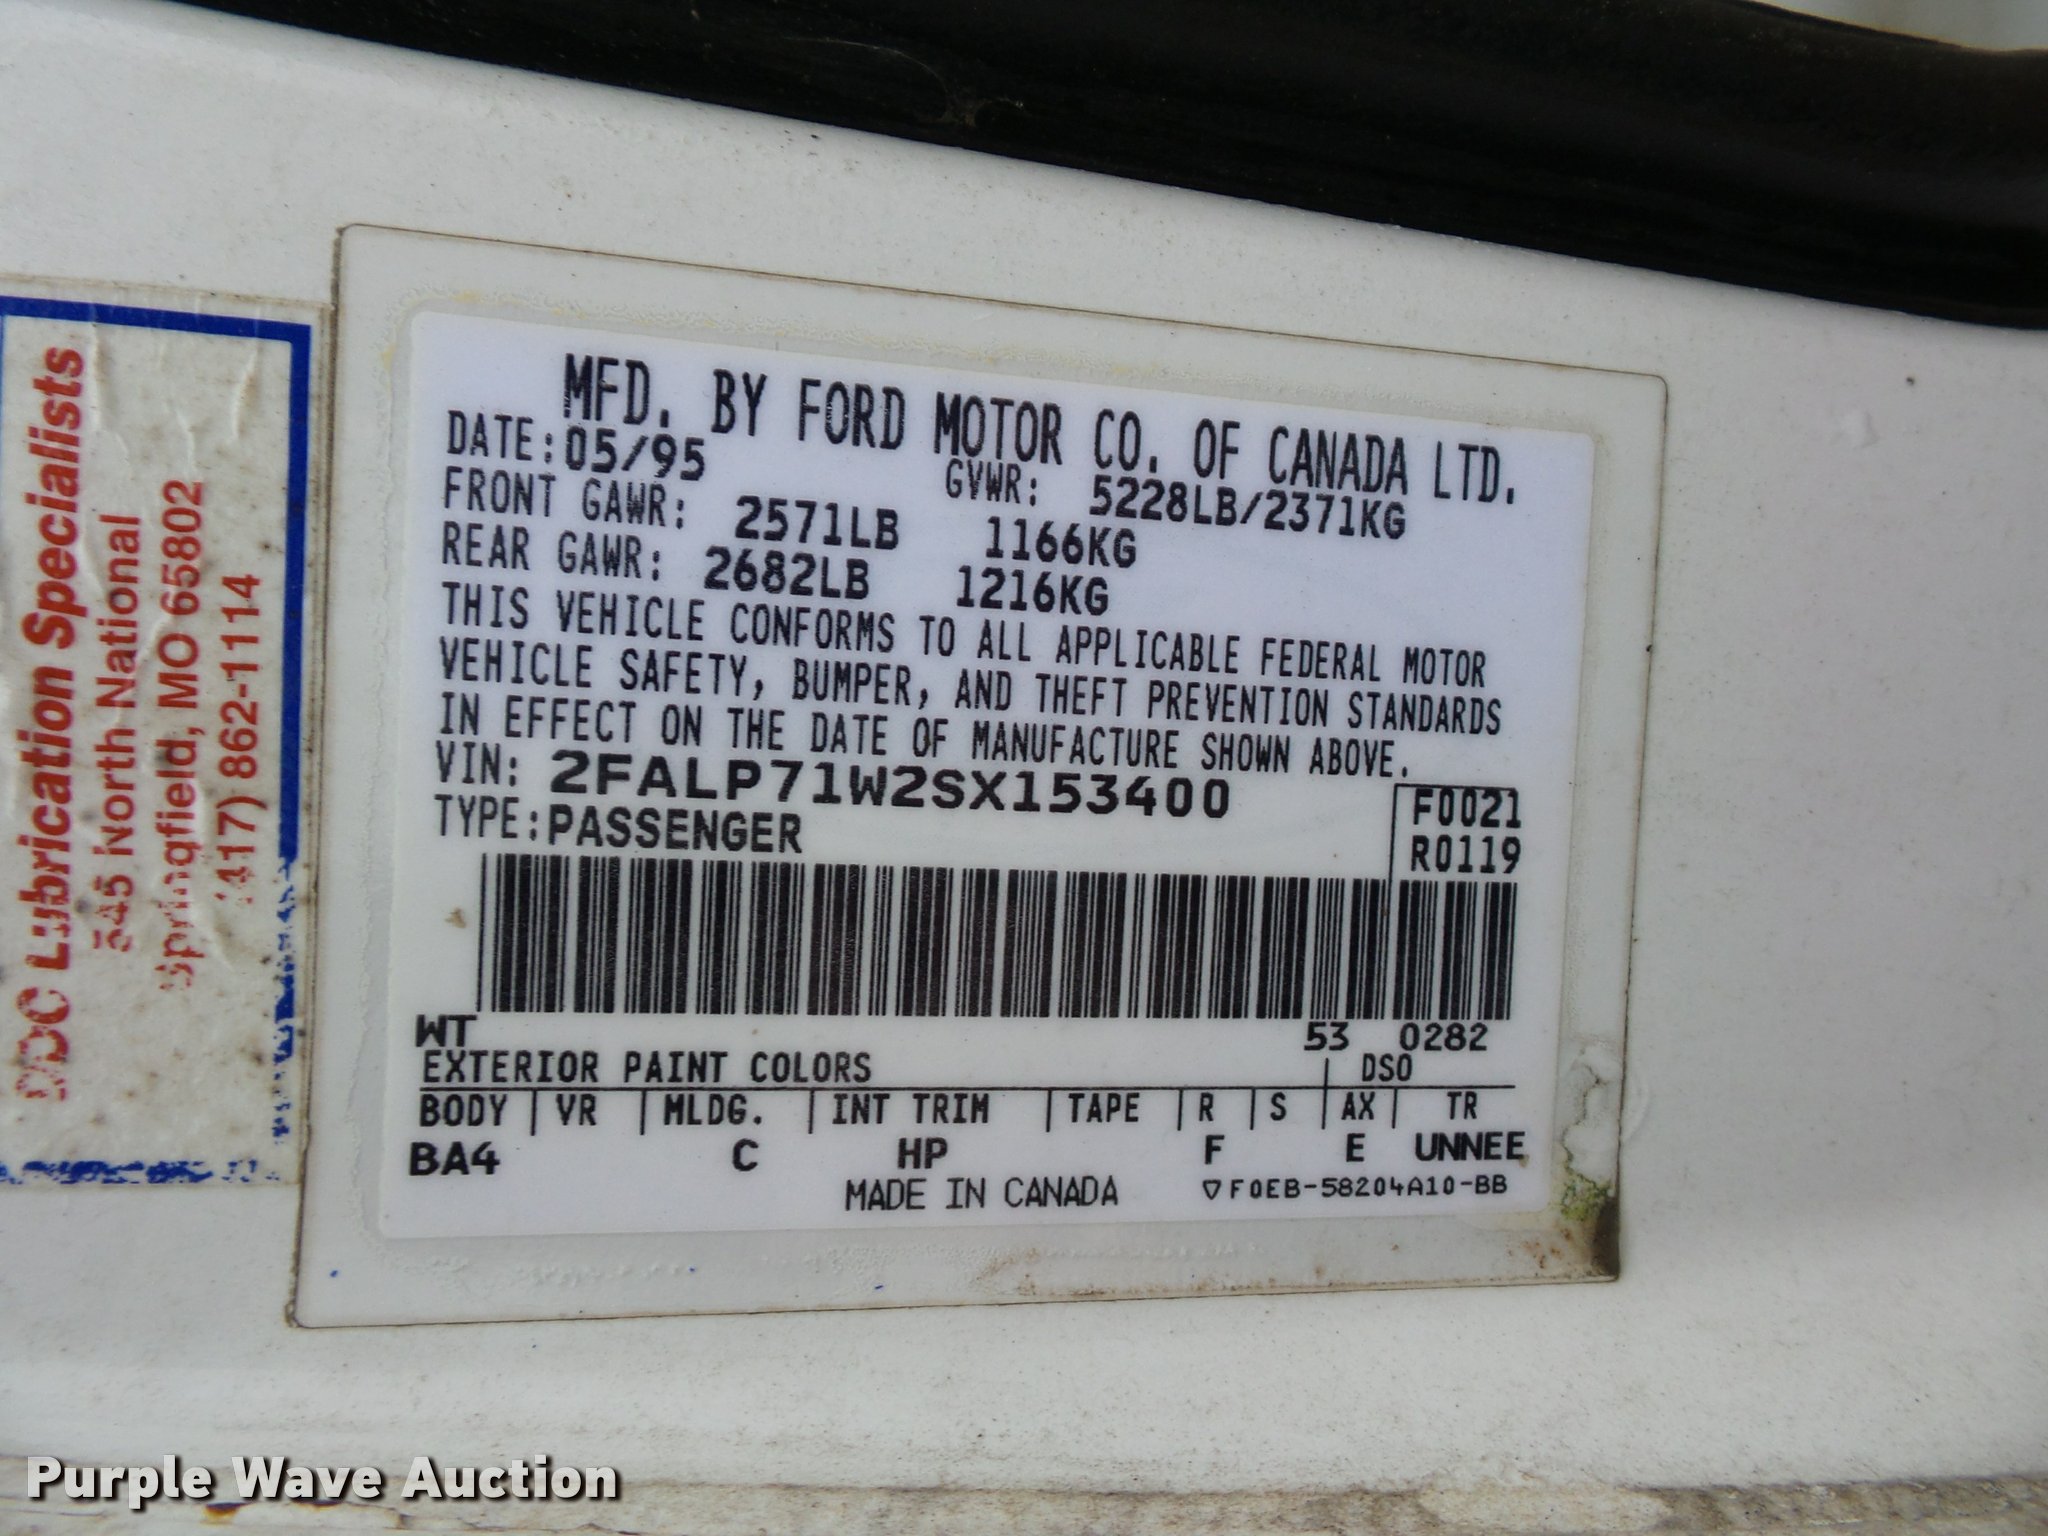 MFD. BY FORD MOTOR CO. OF CANADA LTD.
DATE: 05/95 GVWR: 5228LB/2371KG
FRONT GAWR: 2571LB 1166KG
REAR GAWR: 2682LB 1216KG
THIS VEHICLE CONFORMS TO ALL APPLICABLE FEDERAL MOTOR
VEHICLE SAFETY, BUMPER, AND THEFT PREVENTION STANDARDS
IN EFFECT ON THE DATE OF MANUFACTURE SHOWN ABOVE.
VIN: 2FALP71W2SX153400
TYPE: PASSENGER
F0021
R0119
WT 53 0282
EXTERIOR PAINT COLORS DSO
BODY VR MLDG. INT TRIM TAPE R S AX TR
BA4 C HP F E UNNEE
MADE IN CANADA F0EB-58204A10-BB
Lubrication Specialists
545 North National
Springfield, MO 65802
(417) 862-1114
Purple Wave Auction